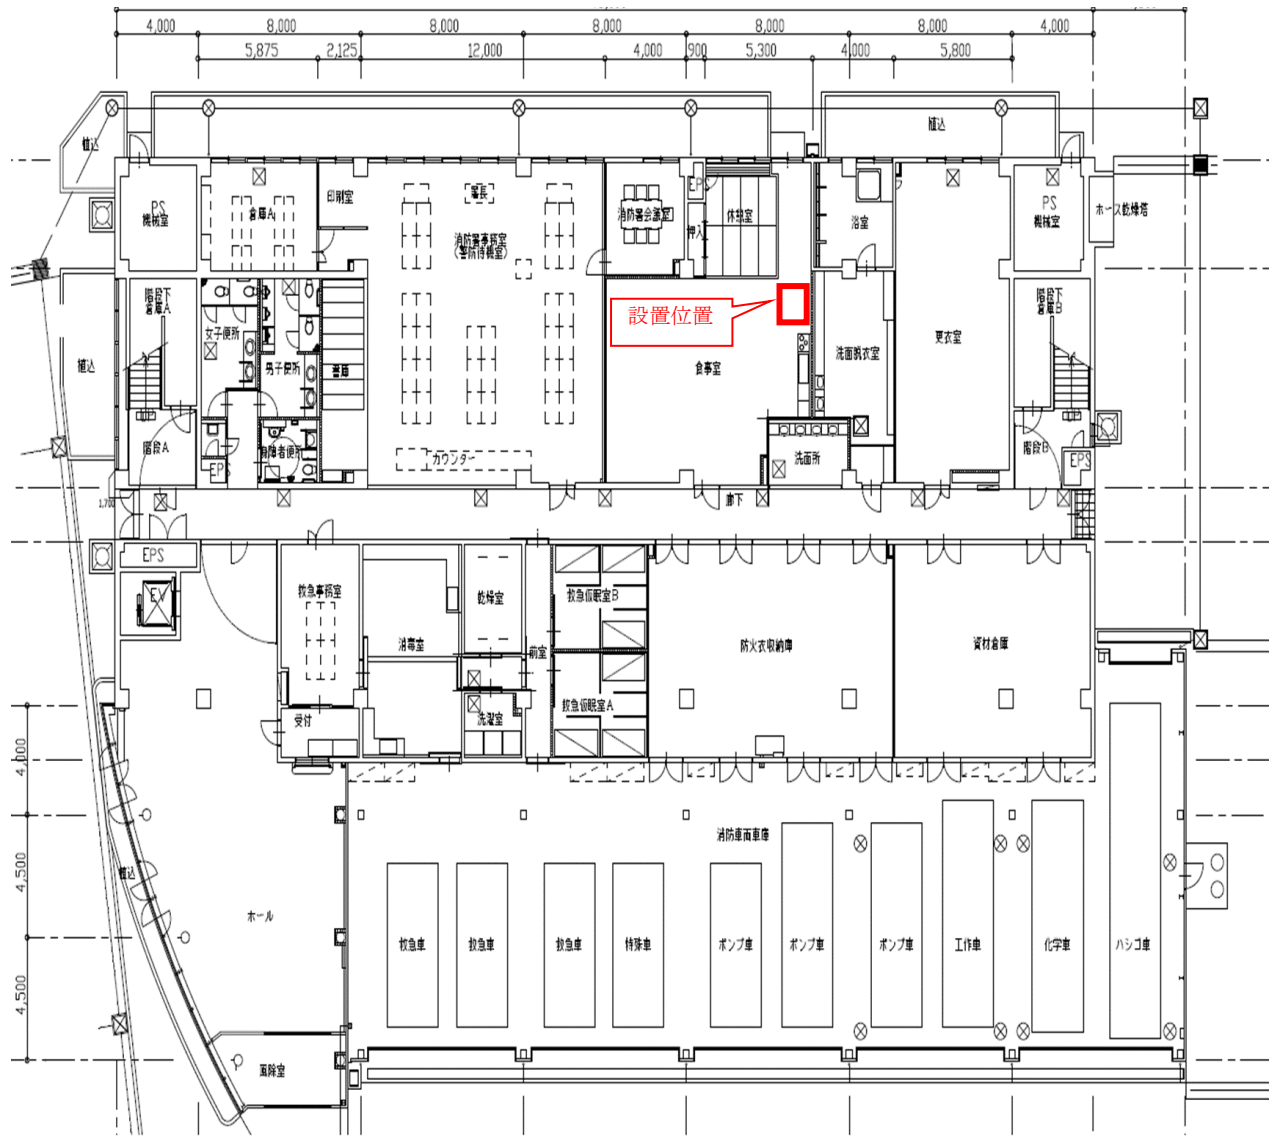 4,000
8,000
8,000
8,000
8,000
8,000
4,000
5,875
2,125
12,000
4,000
900
5,300
4,000
5,800
植込
植込
PS
機械室
倉庫A
印刷室
署長
消防署事務室
(警防待機室)
消防署会議室
EPS
押入
休憩室
浴室
PS
機械室
ホース乾燥塔
階段下
倉庫A
女子便所
男子便所
書庫
設置位置
食事室
洗面脱衣室
更衣室
階段下
倉庫B
植込
階段A
EPS
身障者便所
カウンター
洗面所
階段B
EPS
1,700
廊下
EPS
EV
救急事務室
消毒室
乾燥室
前室
救急仮眠室B
防火衣収納庫
資材倉庫
救急仮眠室A
受付
洗濯室
4,000
4,500
4,500
消防車両車庫
植込
ホール
救急車
救急車
救急車
特殊車
ポンプ車
ポンプ車
ポンプ車
工作車
化学車
ハシゴ車
風除室